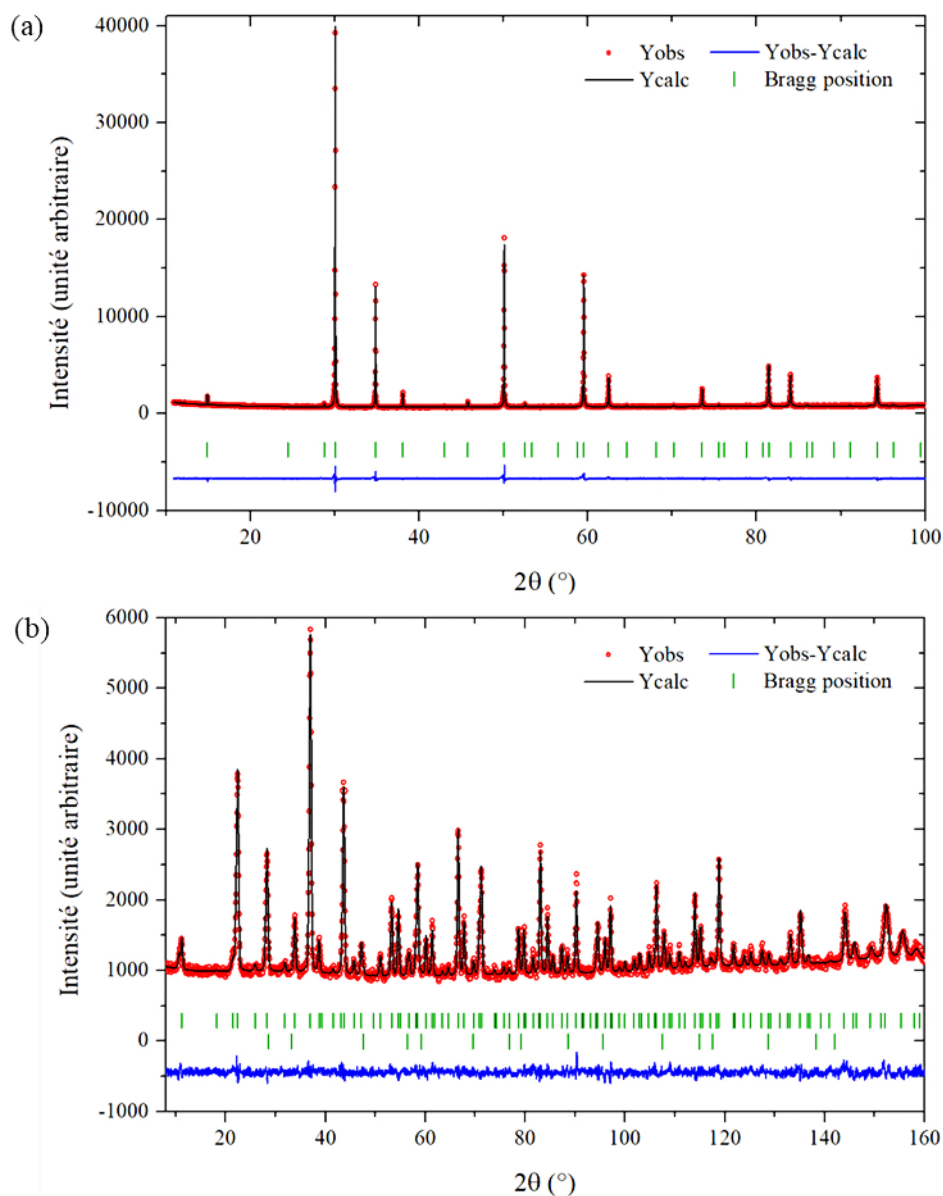 (a)
Yobs
Yobs-Ycalc
Ycalc
Bragg position
Intensité (unité arbitraire)
40000
30000
20000
10000
0
-10000
20
40
60
80
100
2θ (°)
(b)
Yobs
Yobs-Ycalc
Ycalc
Bragg position
Intensité (unité arbitraire)
6000
5000
4000
3000
2000
1000
0
-1000
20
40
60
80
100
120
140
160
2θ (°)